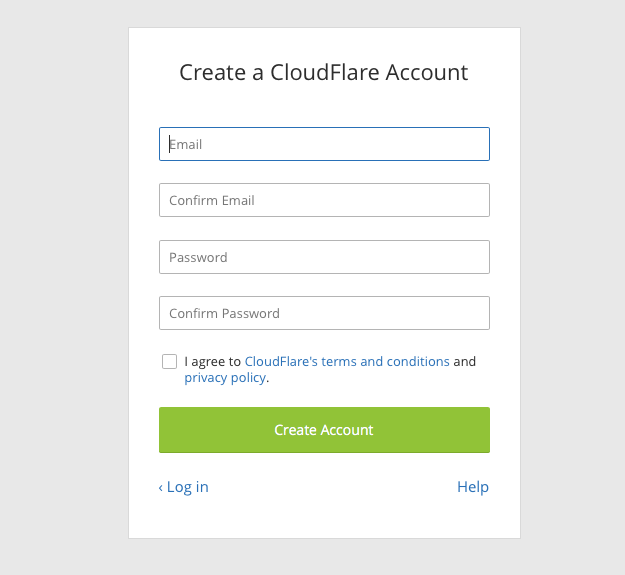 Create a CloudFlare Account
Email
Confirm Email
Password
Confirm Password
I agree to CloudFlare's terms and conditions and
privacy policy.
Create Account
‹ Log in
Help